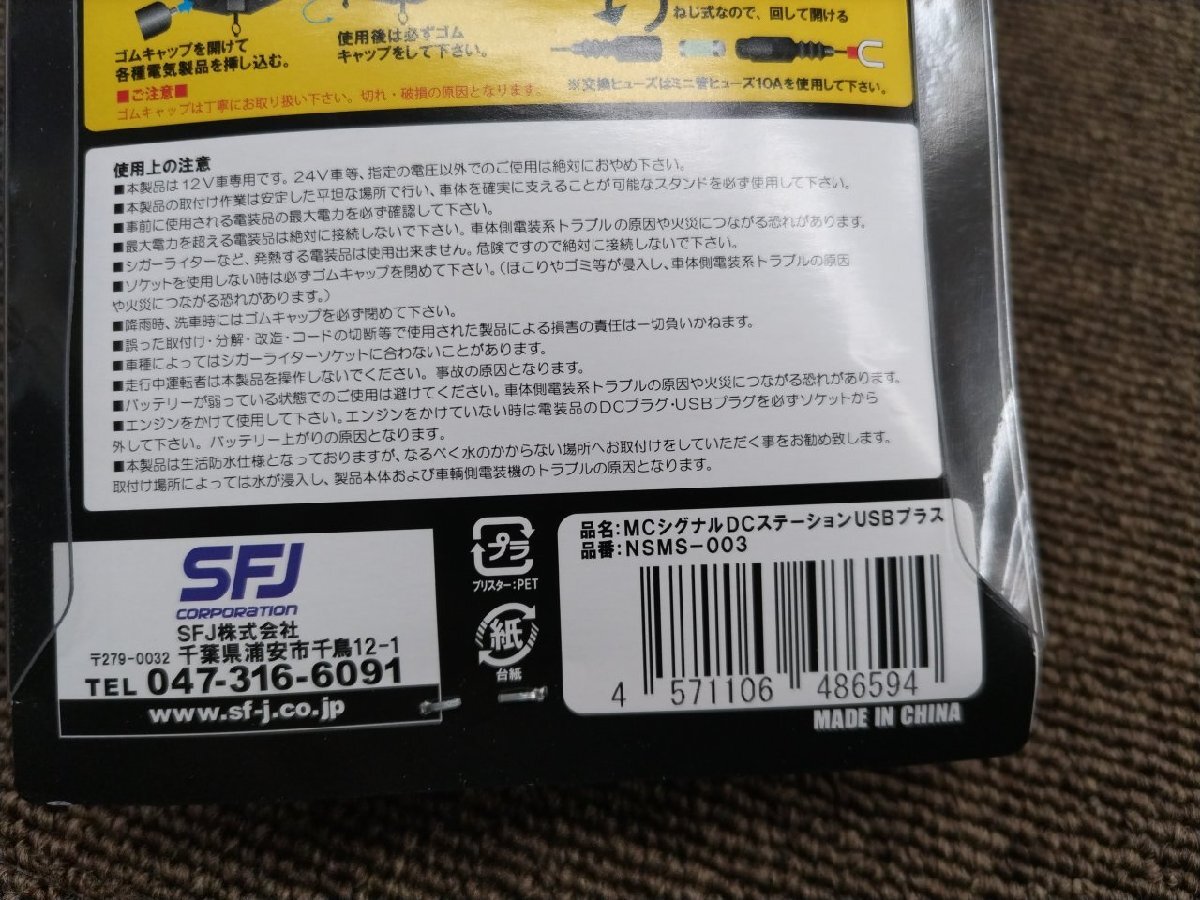 ゴムキャップを開けて
各種電気製品を挿し込む。
使用後は必ずゴム
キャップをして下さい。
■ご注意■
ゴムキャップは丁寧にお取り扱い下さい。切れ・破損の原因となります。
ねじ式なので、回して開ける
※交換ヒューズはミニ管ヒューズ10Aを使用して下さい。
使用上の注意
■本製品は12V車専用です。24V車等、指定の電圧以外でのご使用は絶対におやめ下さい。
■本製品の取付け作業は安定した平坦な場所で行い、車体を確実に支えることが可能なスタンドを必ず使用して下さい。
■事前に使用される電装品の最大電力を必ず確認して下さい。
■最大電力を超える電装品は絶対に接続しないで下さい。車体側電装系トラブルの原因や火災につながる恐れがあります。
■シガーライターなど、発熱する電装品は使用出来ません。危険ですので絶対に接続しないで下さい。
■ソケットを使用しない時は必ずゴムキャップを閉めて下さい。(ほこりやゴミ等が浸入し、車体側電装系トラブルの原因
や火災につながる恐れがあります。)
■降雨時、洗車時にはゴムキャップを必ず閉めて下さい。
■誤った取付け・分解・改造・コードの切断等で使用された製品による損害の責任は一切負いかねます。
■車種によってはシガーライターソケットに合わないことがあります。
■走行中運転者は本製品を操作しないでください。事故の原因となります。
■バッテリーが弱っている状態でのご使用は避けてください。車体側電装系トラブルの原因や火災につながる恐れがあります。
■エンジンをかけて使用して下さい。エンジンをかけていない時は電装品のDCプラグ・USBプラグを必ずソケットから
外して下さい。バッテリー上がりの原因となります。
■本製品は生活防水仕様となっておりますが、なるべく水のかからない場所へお取付けをしていただく事をお勧め致します。
取付け場所によっては水が浸入し、製品本体および車輌側電装機のトラブルの原因となります。
SFJ
CORPORATION
SFJ株式会社
〒279-0032 千葉県浦安市千鳥12-1
TEL 047-316-6091
www.sf-j.co.jp
プラ
ブリスター:PET
紙
台紙
品名:MCシグナルDCステーションUSBプラス
品番:NSMS-003
4 571106 486594
MADE IN CHINA